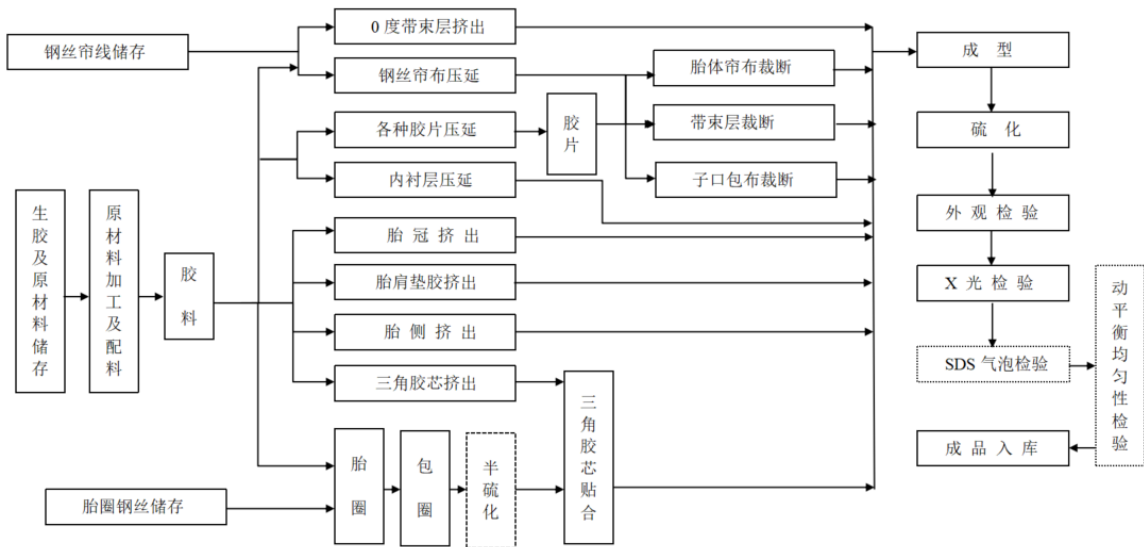 钢丝帘线储存
0 度带束层挤出
成 型
钢丝帘布压延
胎体帘布裁断
各种胶片压延
胶片
带束层裁断
硫 化
内衬层压延
子口包布裁断
生胶及原材料储存
原材料加工及配料
胶料
胎 冠 挤 出
外 观 检 验
胎肩垫胶挤出
X 光 检 验
动平衡均匀性检验
胎 侧 挤 出
SDS 气泡检验
三角胶芯挤出
三角胶芯贴合
胎圈
包圈
半硫化
成 品 入 库
胎圈钢丝储存